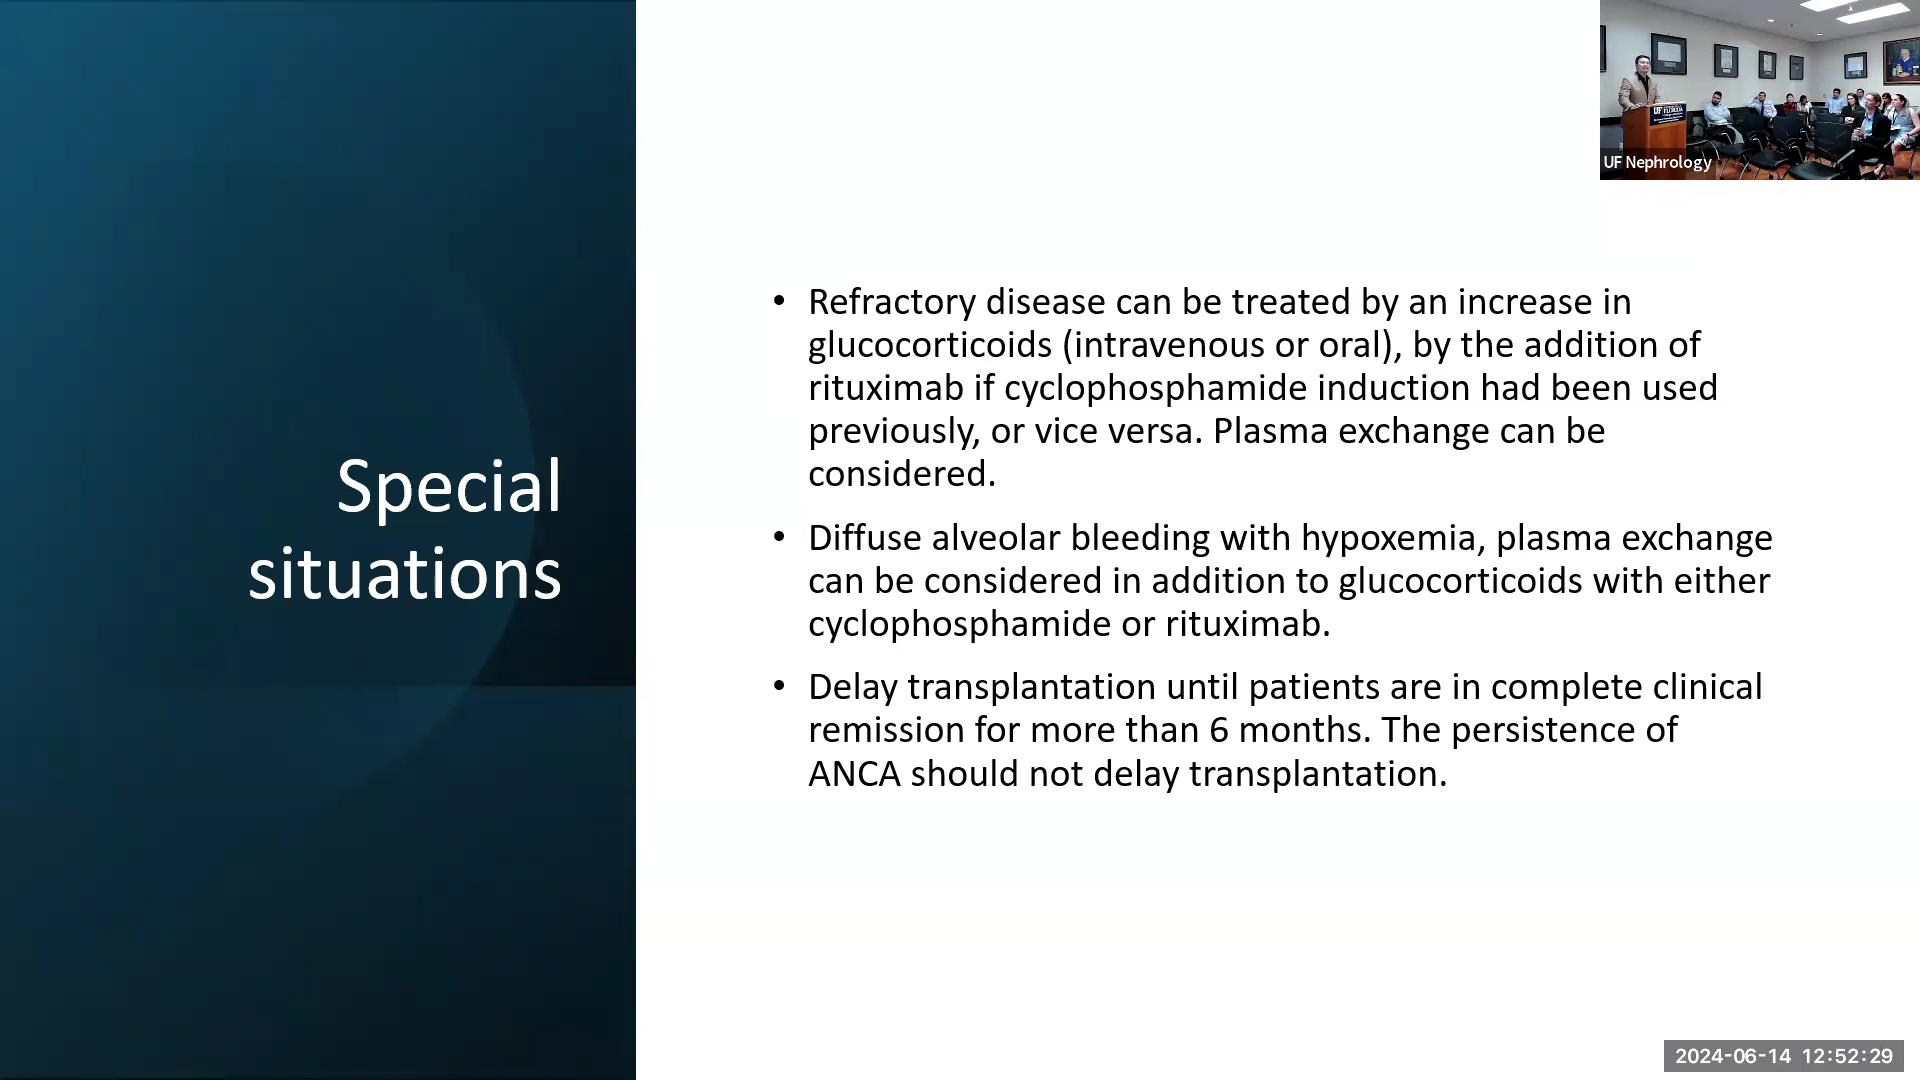 Special
situations
• Refractory disease can be treated by an increase in
glucocorticoids (intravenous or oral), by the addition of
rituximab if cyclophosphamide induction had been used
previously, or vice versa. Plasma exchange can be
considered.
• Diffuse alveolar bleeding with hypoxemia, plasma exchange
can be considered in addition to glucocorticoids with either
cyclophosphamide or rituximab.
• Delay transplantation until patients are in complete clinical
remission for more than 6 months. The persistence of
ANCA should not delay transplantation.
UF FLORIDA
UF Nephrology
2024-06-14 12:52:29